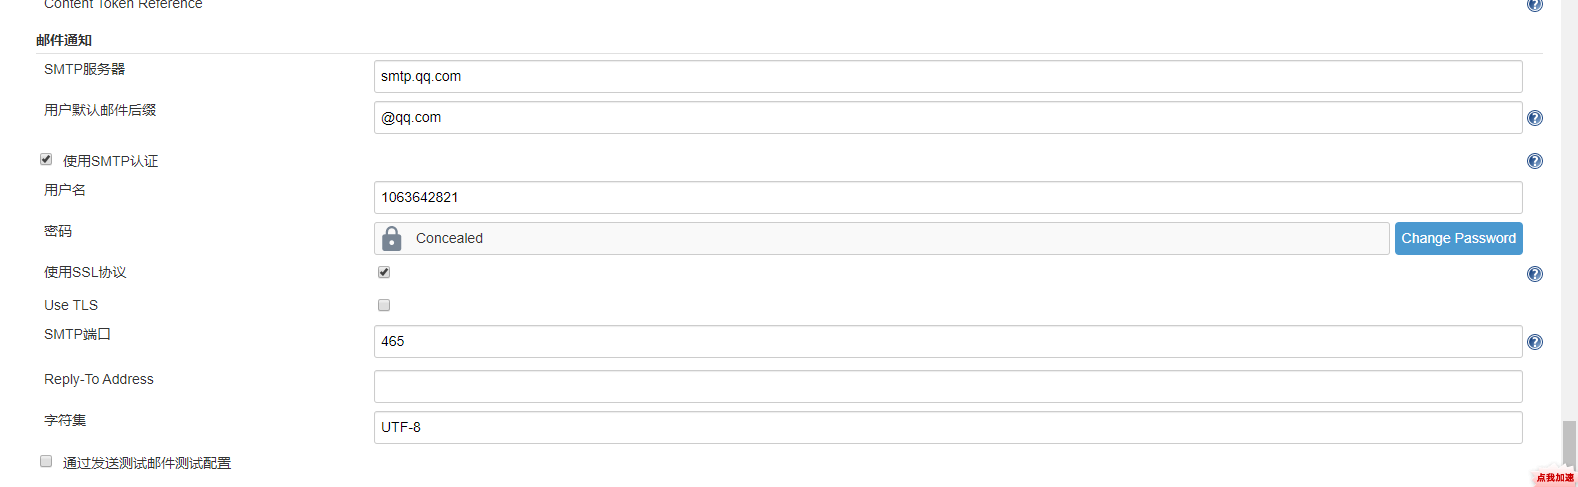 Content Token Reference
邮件通知
SMTP服务器
smtp.qq.com
用户默认邮件后缀
@qq.com
使用SMTP认证
用户名
1063642821
密码
Concealed
Change Password
使用SSL协议
Use TLS
SMTP端口
465
Reply-To Address
字符集
UTF-8
通过发送测试邮件测试配置
点我加速